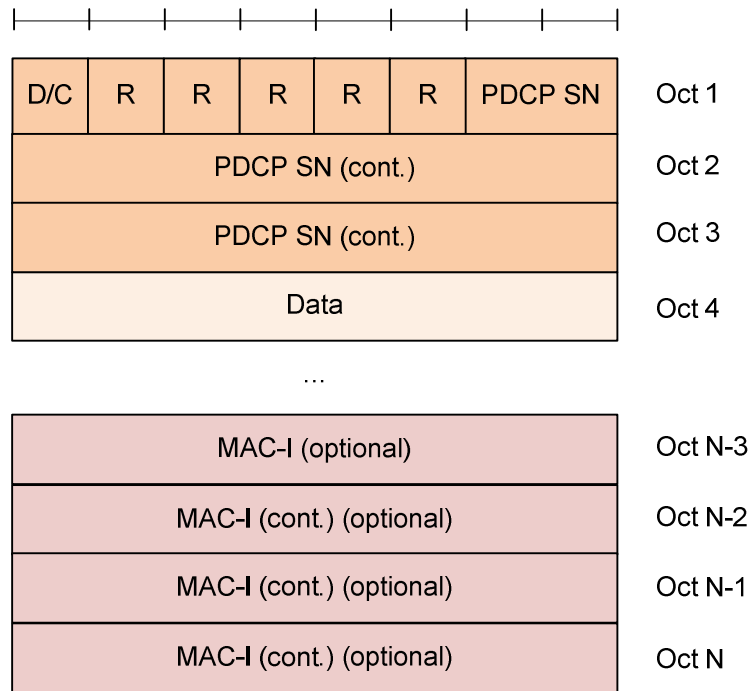 D/C R R R R R PDCP SN Oct 1
PDCP SN (cont.) Oct 2
PDCP SN (cont.) Oct 3
Data Oct 4
...
MAC-I (optional) Oct N-3
MAC-I (cont.) (optional) Oct N-2
MAC-I (cont.) (optional) Oct N-1
MAC-I (cont.) (optional) Oct N